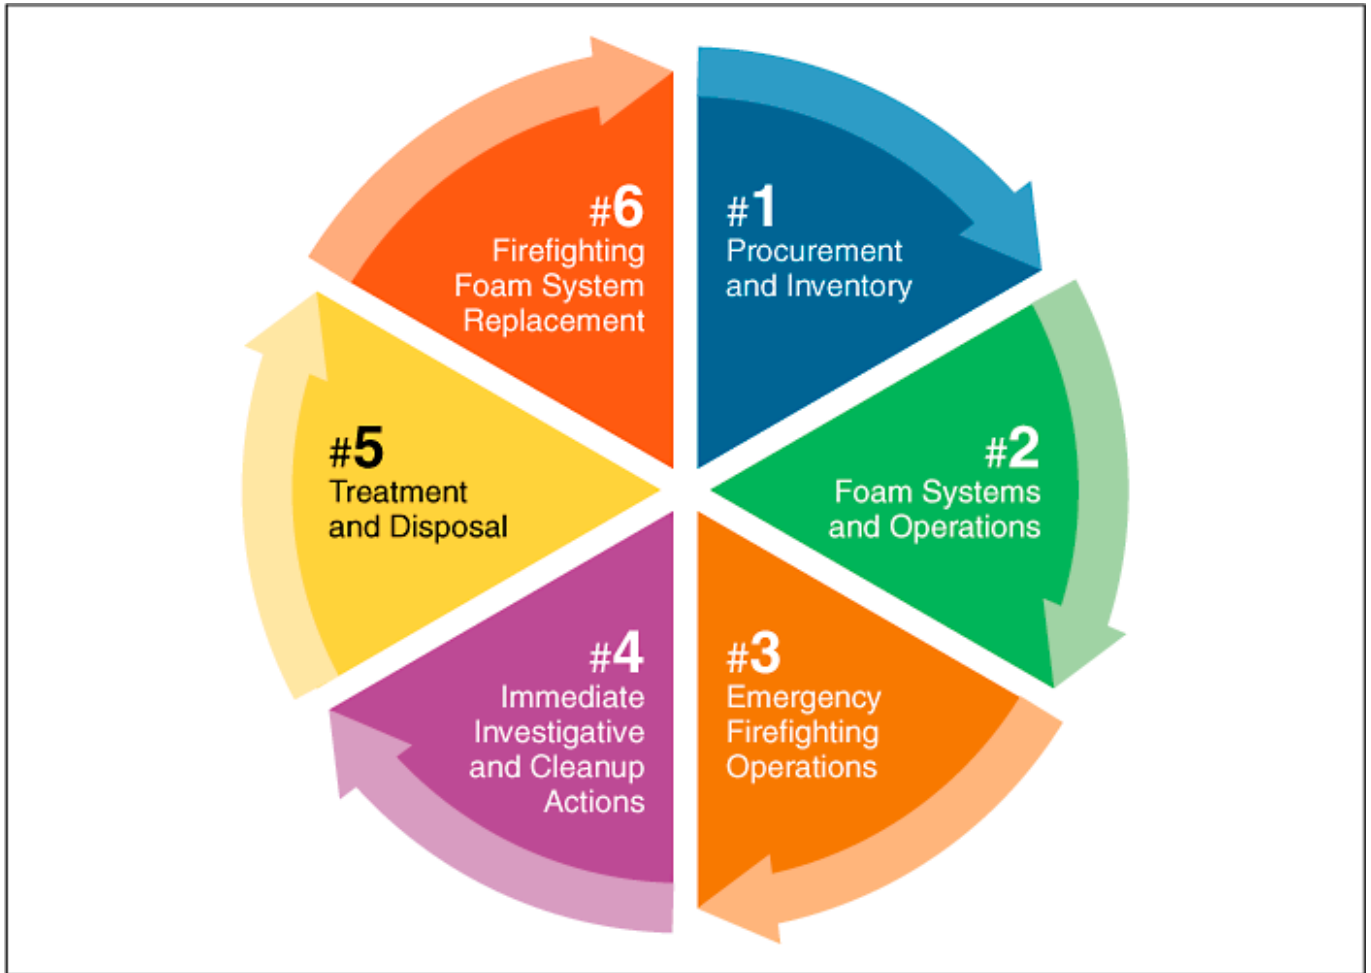 #1
Procurement
and Inventory
#2
Foam Systems
and Operations
#3
Emergency
Firefighting
Operations
#4
Immediate
Investigative
and Cleanup
Actions
#5
Treatment
and Disposal
#6
Firefighting
Foam System
Replacement